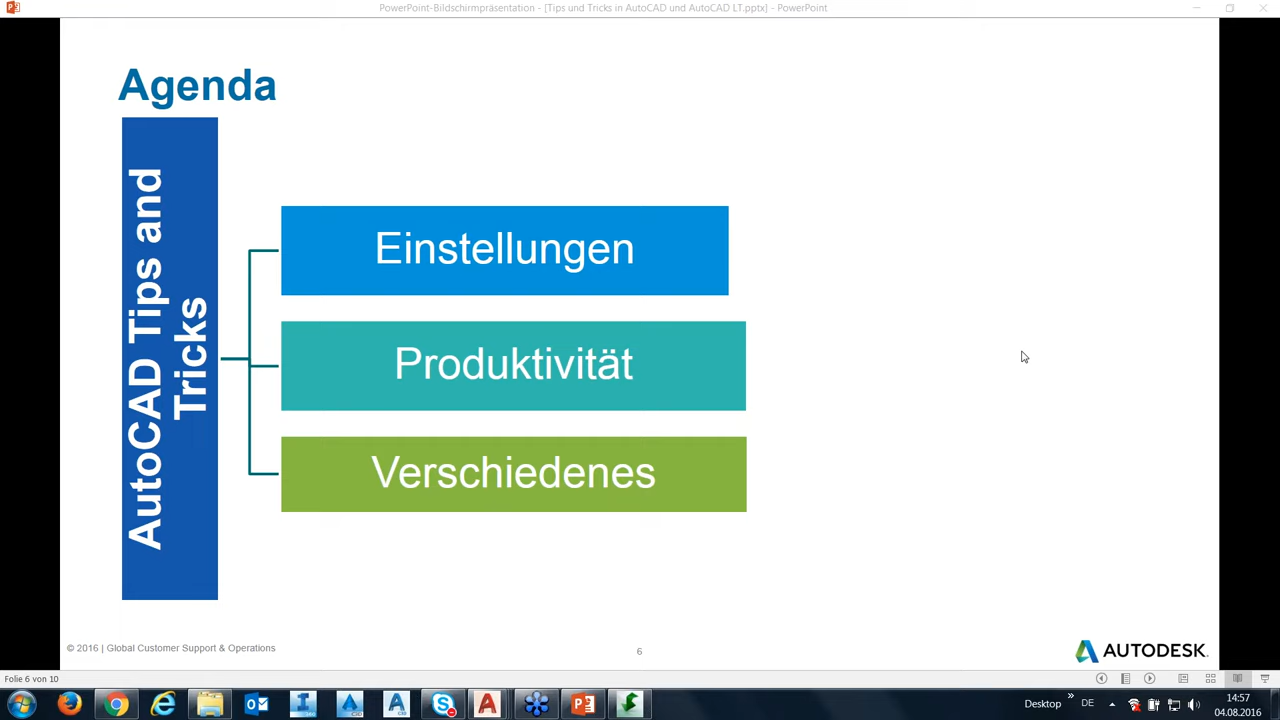 PowerPoint-Bildschirmpräsentation - [Tips und Tricks in AutoCAD und AutoCAD LT.pptx] - PowerPoint
Agenda
AutoCAD Tips and
Tricks
Einstellungen
Produktivität
Verschiedenes
© 2016 | Global Customer Support & Operations
6
AUTODESK.
Folie 6 von 10
Desktop
DE
14:57
04.08.2016